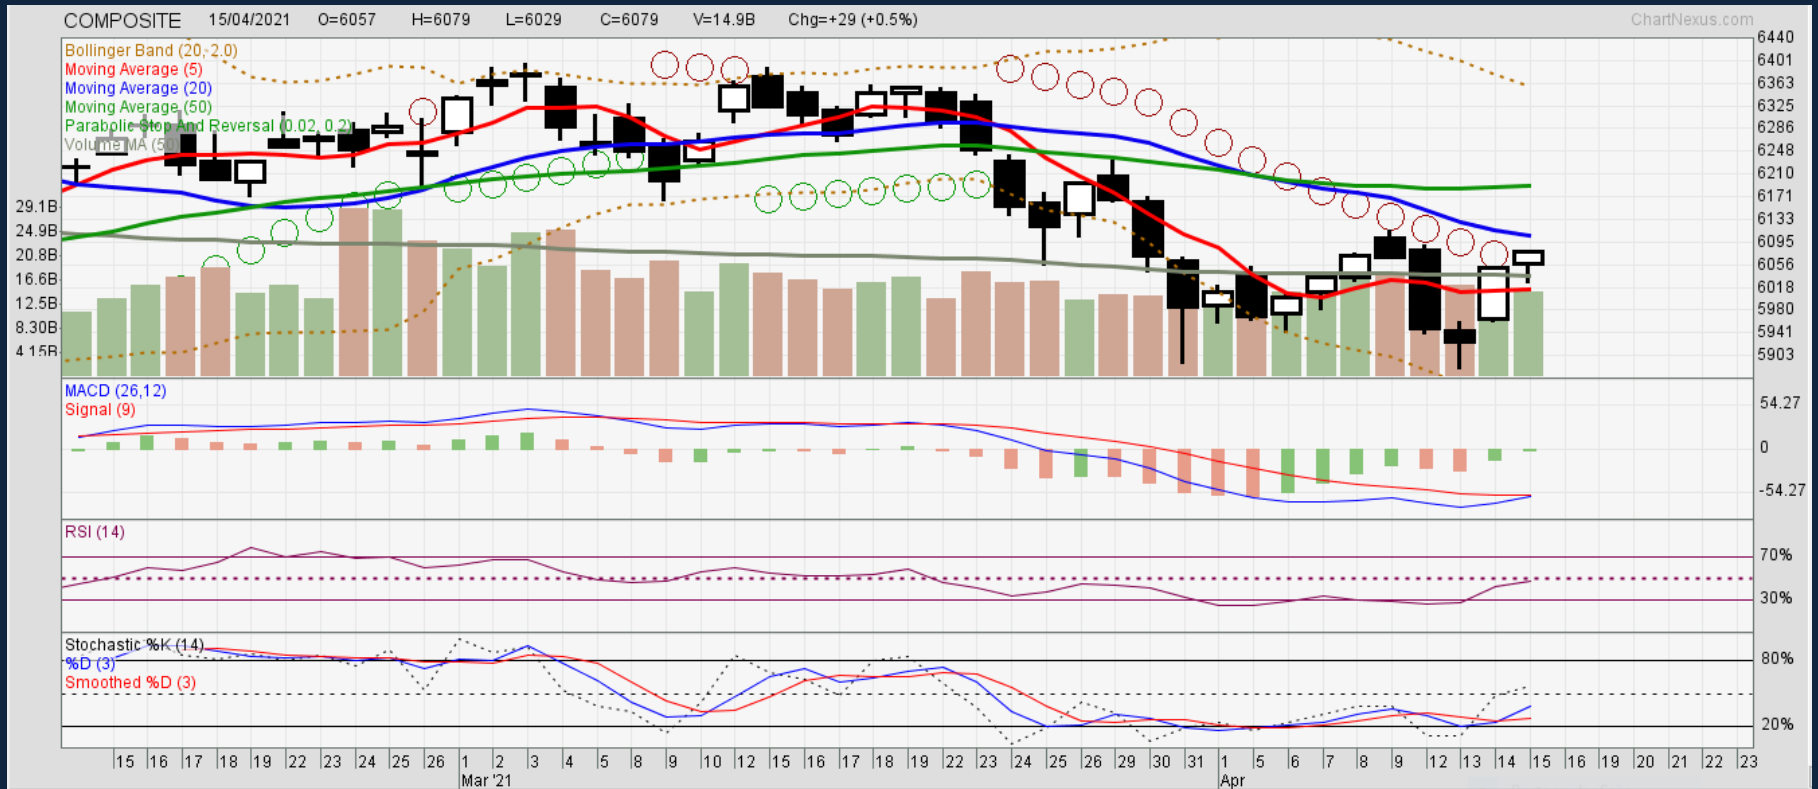 COMPOSITE 15/04/2021 O=6057 H=6079 L=6029 C=6079 V=14.9B Chg=+29 (+0.5%) ChartNexus.com
Bollinger Band (20, 2.0)
Moving Average (5)
Moving Average (20)
Moving Average (50)
Parabolic Stop And Reversal (0.02, 0.2)
Volume MA (50)
29.1B
24.9B
20.8B
16.6B
12.5B
8.30B
4.15B
6440
6401
6363
6325
6286
6248
6210
6171
6133
6095
6056
6018
5980
5941
5903
MACD (26,12)
Signal (9)
54.27
0
-54.27
RSI (14)
70%
30%
Stochastic %K (14)
%D (3)
Smoothed %D (3)
80%
20%
15 16 17 18 19 22 23 24 25 26 1 2 3 4 5 8 9 10 12 15 16 17 18 19 22 23 24 25 26 29 30 31 1 5 6 7 8 9 12 13 14 15 16 19 20 21 22 23
Mar '21 Apr